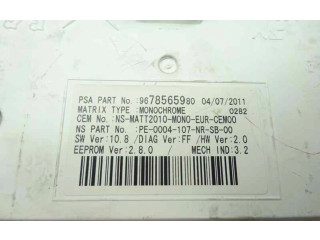 PSA PART No.:9678565980 04/07/2011
MATRIX TYPE :MONOCHROME 0282
CEM No.:NS-MATT2010-MONO-EUR-CEM00
NS PART No. :PE-0004-107-NR-SB-00
SW Ver:10.8 /DIAG Ver:FF /HW Ver:2.0
EEPROM Ver:2.8.0 / MECH IND:3.2